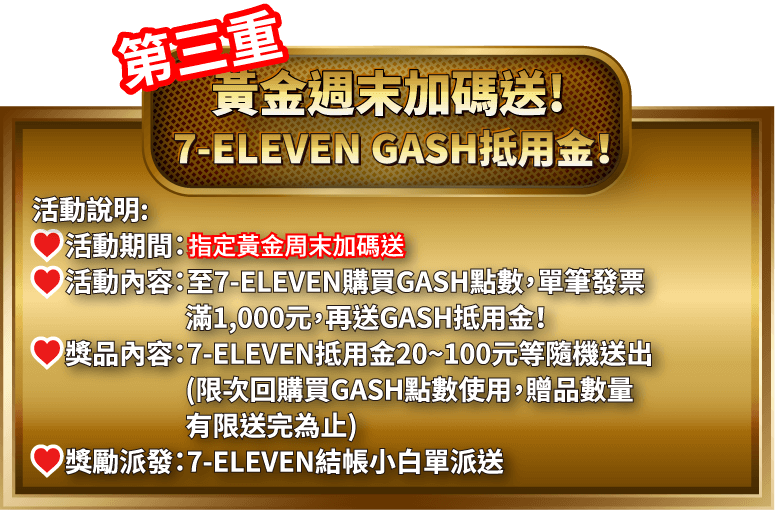 第三重
黃金週末加碼送!
7-ELEVEN GASH抵用金!
活動說明:
活動期間:指定黃金周末加碼送
活動內容:至7-ELEVEN購買GASH點數,單筆發票
滿1,000元,再送GASH抵用金!
獎品內容:7-ELEVEN抵用金20~100元等隨機送出
(限次回購買GASH點數使用,贈品數量
有限送完為止)
獎勵派發:7-ELEVEN結帳小白單派送